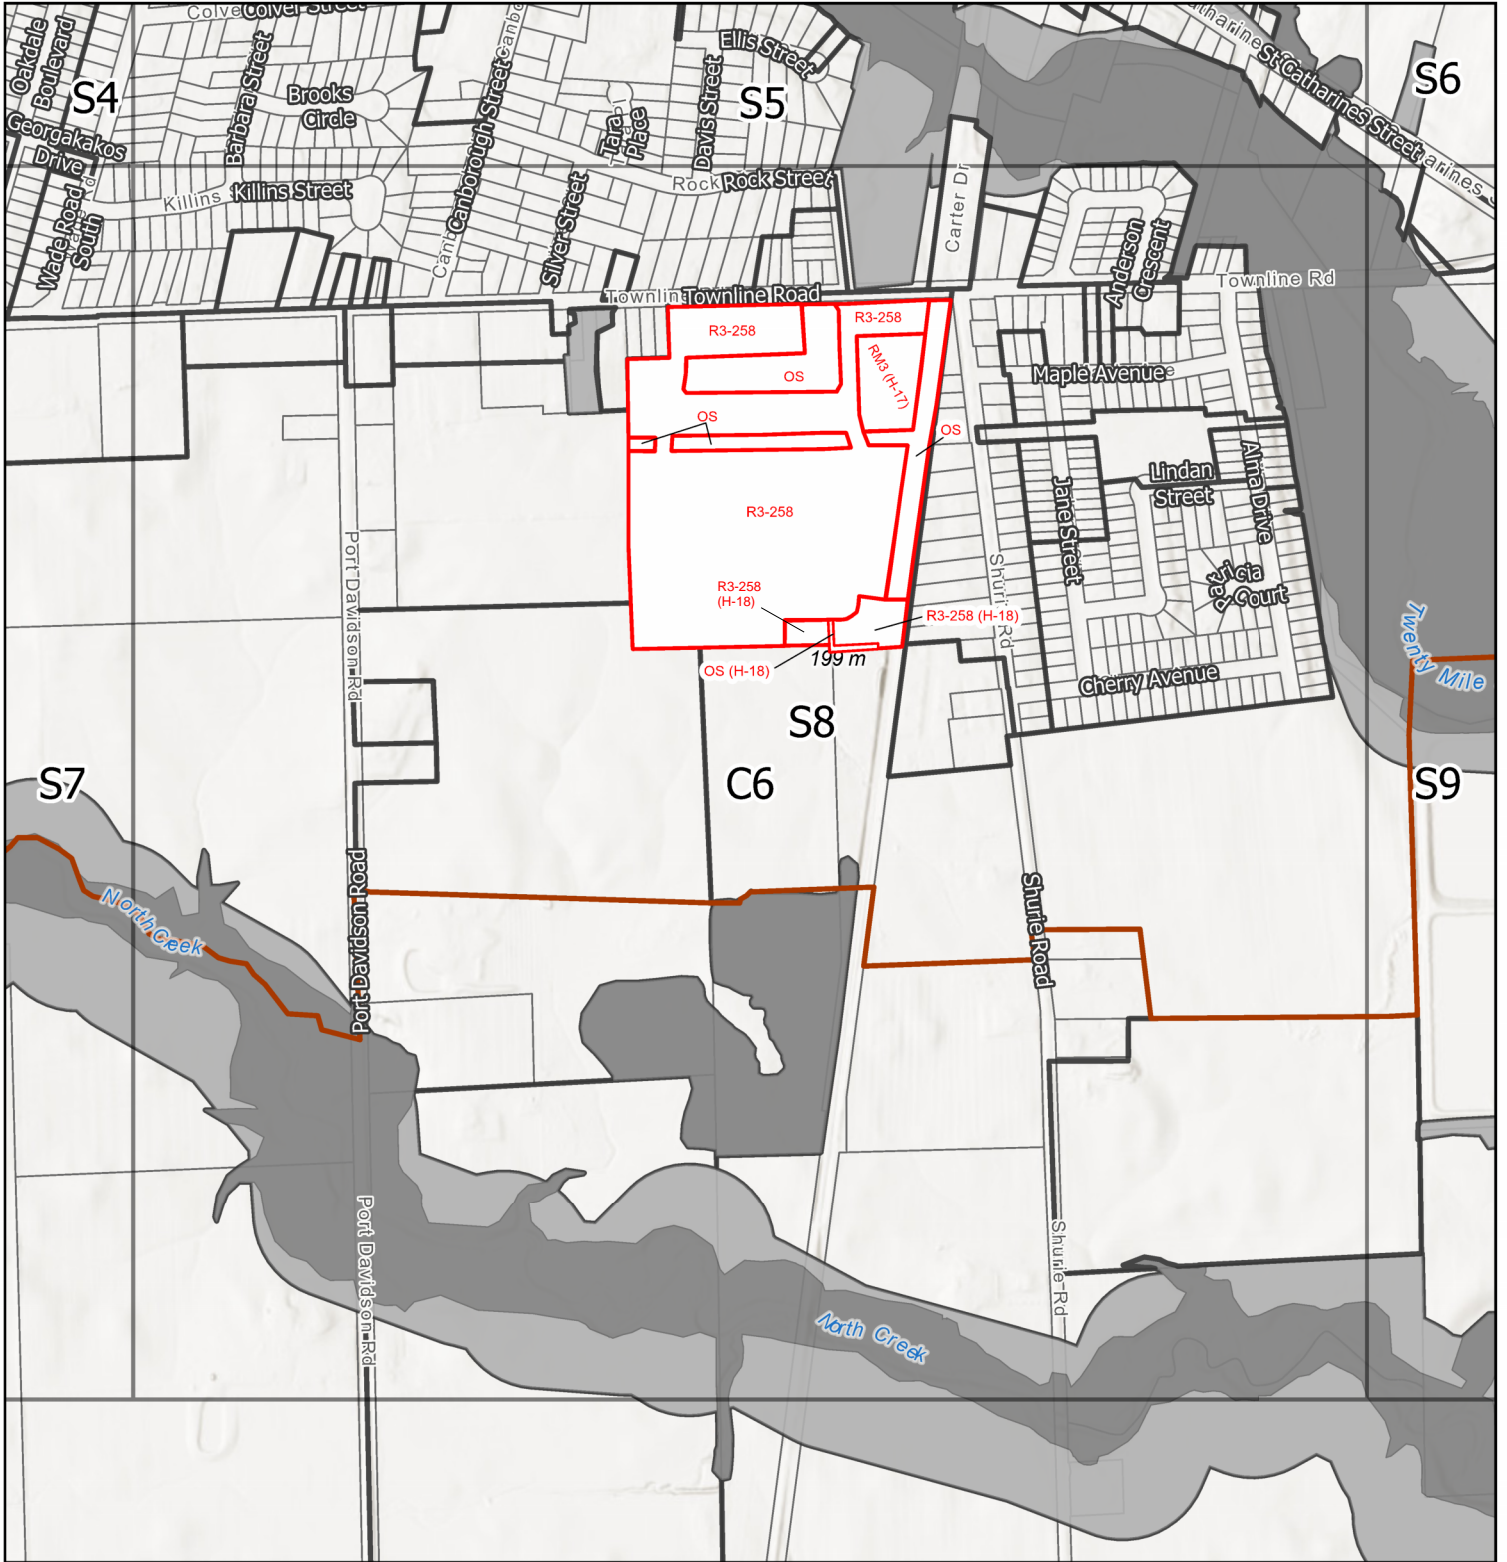 Colver Street
Oakdale
Boulevard
S4
Georgakakos
Drive
Barbara Street
Brooks
Circle
Canborough Street
Tara
Place
Davis Street
Ellis Street
S5
St Catharines Street
S6
Killins
Killins Street
Wade Road
South
Silver Street
Rock
Rock Street
Carter Dr
Anderson
Crescent
Townline Road
Townline Rd
R3-258
R3-258
OS
RM3 (H-17)
Maple Avenue
OS
OS
Lindan
Street
Alma Drive
Jane Street
R3-258
Port Davidson Rd
Shurie Rd
Patricia
Court
R3-258
(H-18)
R3-258 (H-18)
OS (H-18)
199 m
Cherry Avenue
Twenty Mile
S8
S7
C6
S9
North Creek
Port Davidson Road
Shurie Road
Port Davidson Rd
Shurie Rd
North Creek